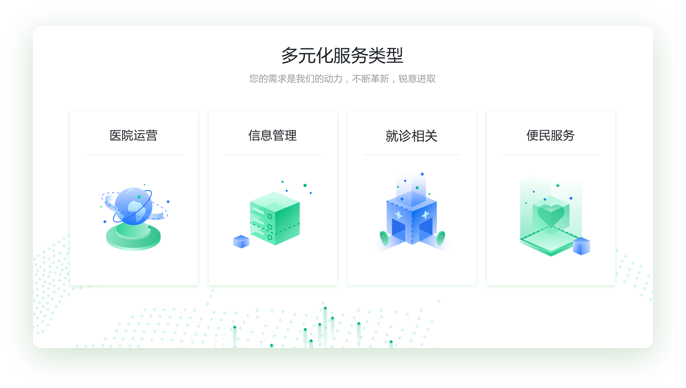 多元化服务类型
您的需求是我们的动力，不断革新，锐意进取
医院运营
信息管理
就诊相关
便民服务